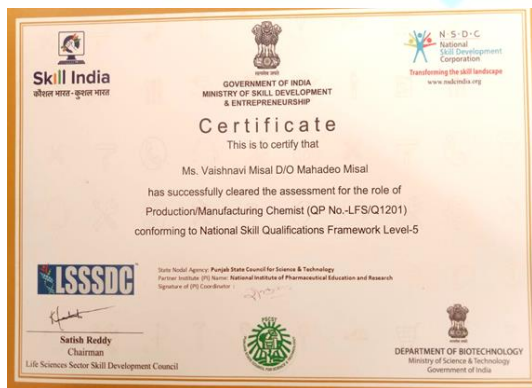 Skill India
कौशल भारत - कुशल भारत
GOVERNMENT OF INDIA
MINISTRY OF SKILL DEVELOPMENT
& ENTREPRENEURSHIP
N·S·D·C
National
Skill Development
Corporation
Transforming the skill landscape
www.nsdcindia.org
Certificate
This is to certify that
Ms. Vaishnavi Misal D/O Mahadeo Misal
has successfully cleared the assessment for the role of
Production/Manufacturing Chemist (QP No.-LFS/Q1201)
conforming to National Skill Qualifications Framework Level-5
LSSSDC
State Nodal Agency: Punjab State Council for Science & Technology
Partner Institute (PI) Name: National Institute of Pharmaceutical Education and Research
Signature of (PI) Coordinator :
Satish Reddy
Chairman
Life Sciences Sector Skill Development Council
DEPARTMENT OF BIOTECHNOLOGY
Ministry of Science & Technology
Government of India